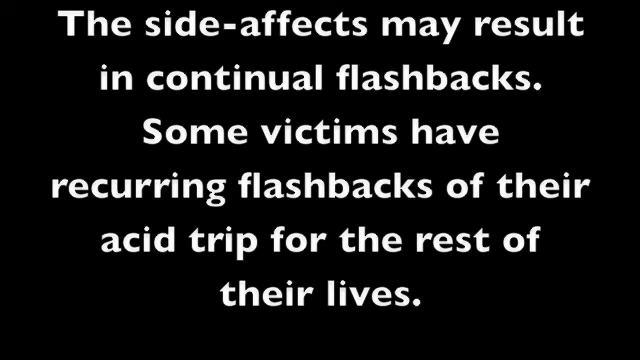 The side-affects may result
in continual flashbacks.
Some victims have
recurring flashbacks of their
acid trip for the rest of
their lives.